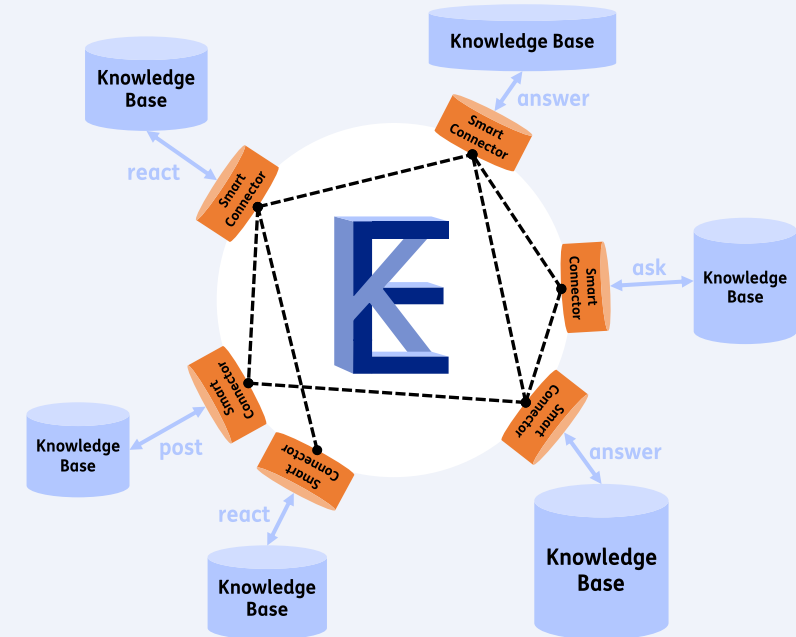 Knowledge Base
answer
Smart
Connector
Knowledge
Base
react
Smart
Connector
KE
Smart
Connector
ask
Knowledge
Base
Smart
Connector
post
Knowledge
Base
Smart
Connector
react
Knowledge
Base
Smart
Connector
answer
Knowledge
Base